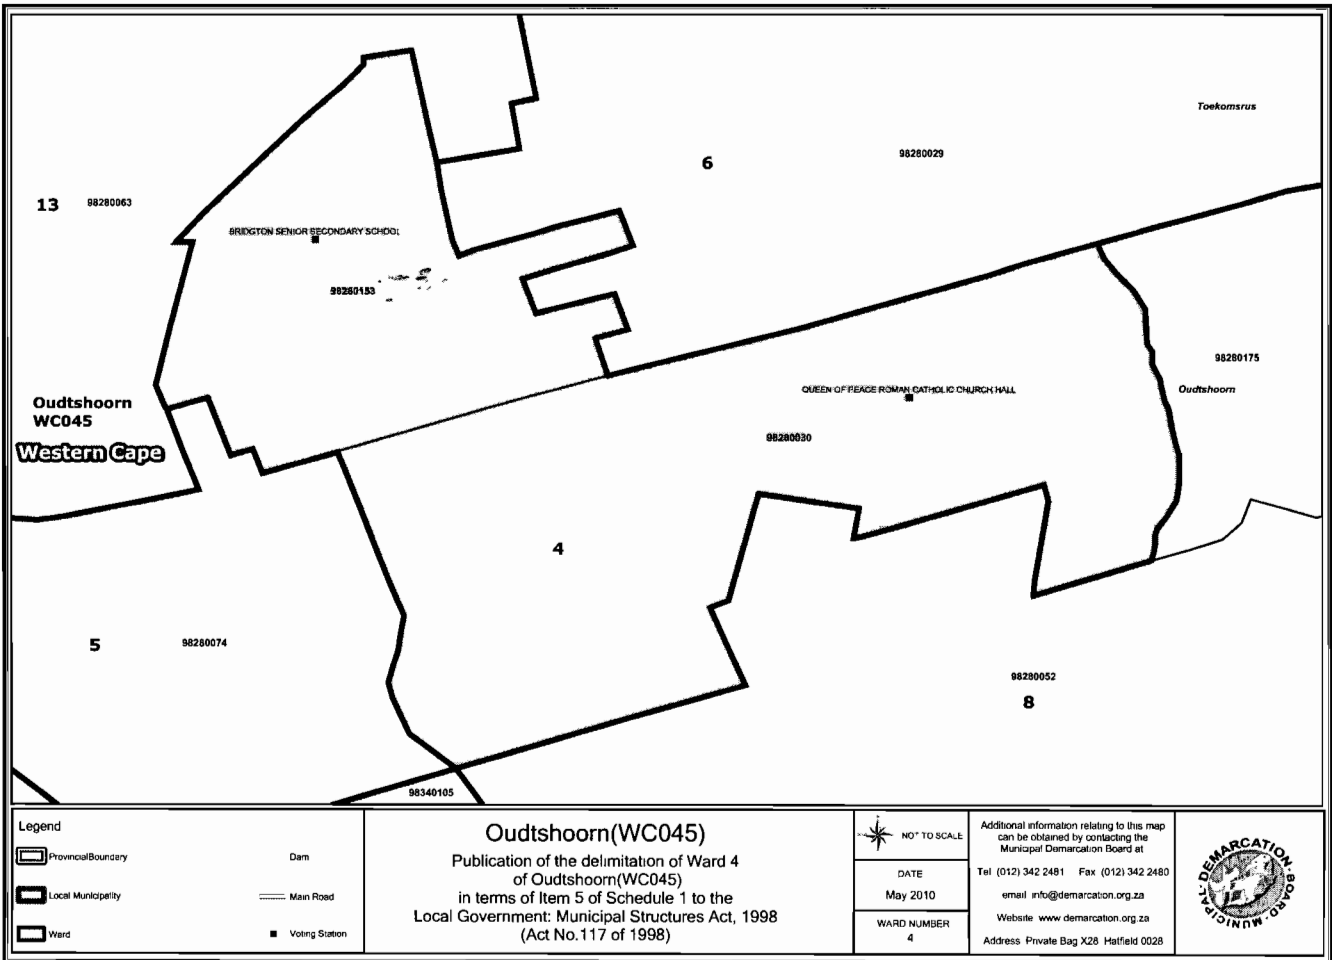 Toekomsrus
98280029
6
13 98280063
BRIDGTON SENIOR SECONDARY SCHOOL
98280153
98280175
Oudtshoorn
QUEEN OF PEACE ROMAN CATHOLIC CHURCH HALL
98280030
Oudtshoorn
WC045
Western Cape
4
5 98280074
98280052
8
98340105
Legend
ProvincialBoundary
Dam
Local Municipality
Main Road
Ward
Voting Station
Oudtshoorn(WC045)
Publication of the delimitation of Ward 4
of Oudtshoorn(WC045)
in terms of Item 5 of Schedule 1 to the
Local Government: Municipal Structures Act, 1998
(Act No.117 of 1998)
NOT TO SCALE
DATE
May 2010
WARD NUMBER
4
Additional information relating to this map
can be obtained by contacting the
Municipal Demarcation Board at
Tel (012) 342 2481 Fax (012) 342 2480
email info@demarcation.org.za
Website www.demarcation.org.za
Address Private Bag X28 Hatfield 0028
MUNICIPAL DEMARCATION BOARD